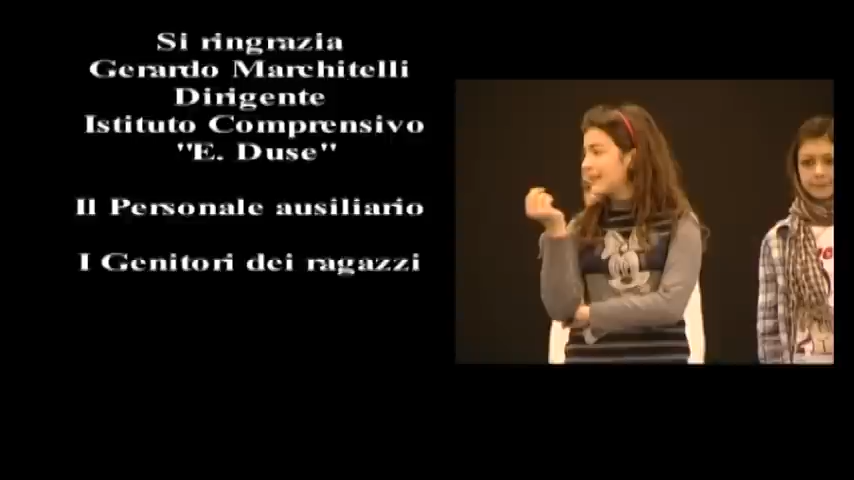 Si ringrazia
Gerardo Marchitelli
Dirigente
Istituto Comprensivo
"E. Duse"
Il Personale ausiliario
I Genitori dei ragazzi